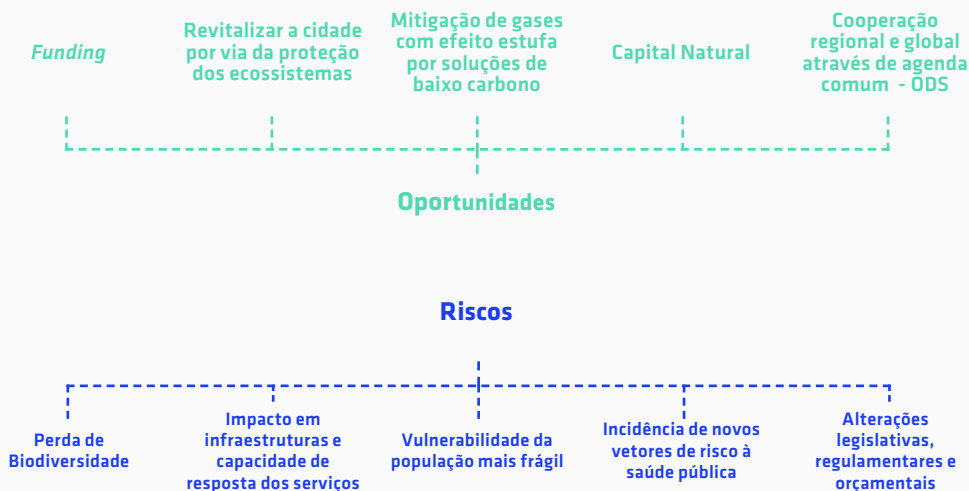 Funding
Revitalizar a cidade
por via da proteção
dos ecossistemas
Mitigação de gases
com efeito estufa
por soluções de
baixo carbono
Capital Natural
Cooperação
regional e global
através de agenda
comum - ODS
Oportunidades
Riscos
Perda de
Biodiversidade
Impacto em
infraestruturas e
capacidade de
resposta dos serviços
Vulnerabilidade da
população mais frágil
Incidência de novos
vetores de risco à
saúde pública
Alterações
legislativas,
regulamentares e
orçamentais